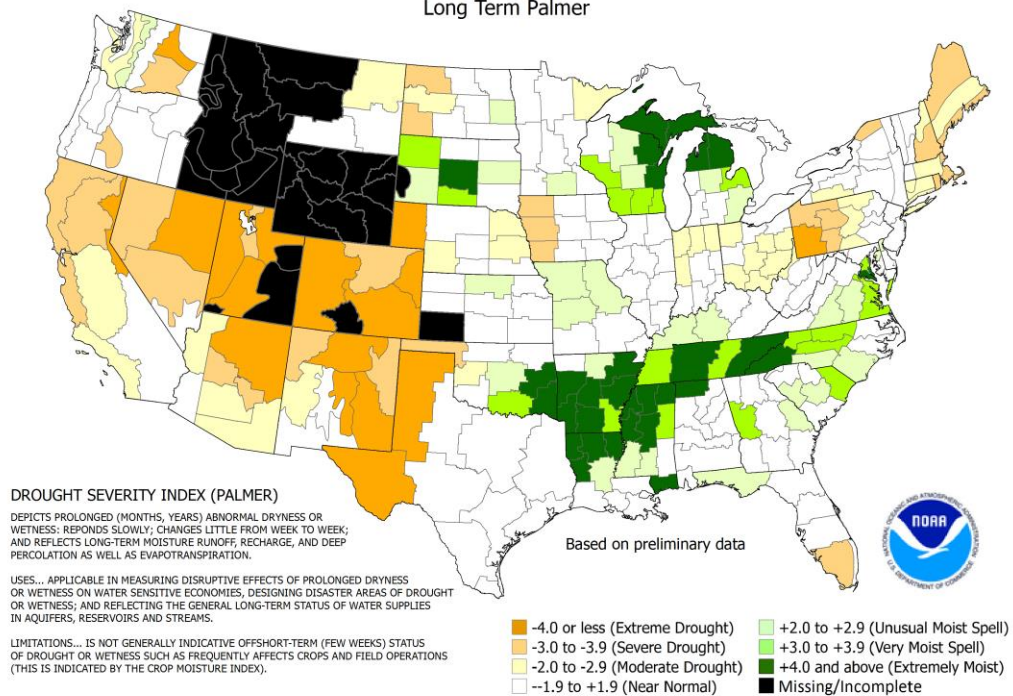 Long Term Palmer
DROUGHT SEVERITY INDEX (PALMER)
DEPICTS PROLONGED (MONTHS, YEARS) ABNORMAL DRYNESS OR
WETNESS: REPONDS SLOWLY; CHANGES LITTLE FROM WEEK TO WEEK;
AND REFLECTS LONG-TERM MOISTURE RUNOFF, RECHARGE, AND DEEP
PERCOLATION AS WELL AS EVAPOTRANSPIRATION.
USES... APPLICABLE IN MEASURING DISRUPTIVE EFFECTS OF PROLONGED DRYNESS
OR WETNESS ON WATER SENSITIVE ECONOMIES, DESIGNING DISASTER AREAS OF DROUGHT
OR WETNESS; AND REFLECTING THE GENERAL LONG-TERM STATUS OF WATER SUPPLIES
IN AQUIFERS, RESERVOIRS AND STREAMS.
LIMITATIONS... IS NOT GENERALLY INDICATIVE OFFSHORT-TERM (FEW WEEKS) STATUS
OF DROUGHT OR WETNESS SUCH AS FREQUENTLY AFFECTS CROPS AND FIELD OPERATIONS
(THIS IS INDICATED BY THE CROP MOISTURE INDEX).
Based on preliminary data
NATIONAL OCEANIC AND ATMOSPHERIC ADMINISTRATION
NOAA
U.S. DEPARTMENT OF COMMERCE
-4.0 or less (Extreme Drought)
-3.0 to -3.9 (Severe Drought)
-2.0 to -2.9 (Moderate Drought)
--1.9 to +1.9 (Near Normal)
+2.0 to +2.9 (Unusual Moist Spell)
+3.0 to +3.9 (Very Moist Spell)
+4.0 and above (Extremely Moist)
Missing/Incomplete